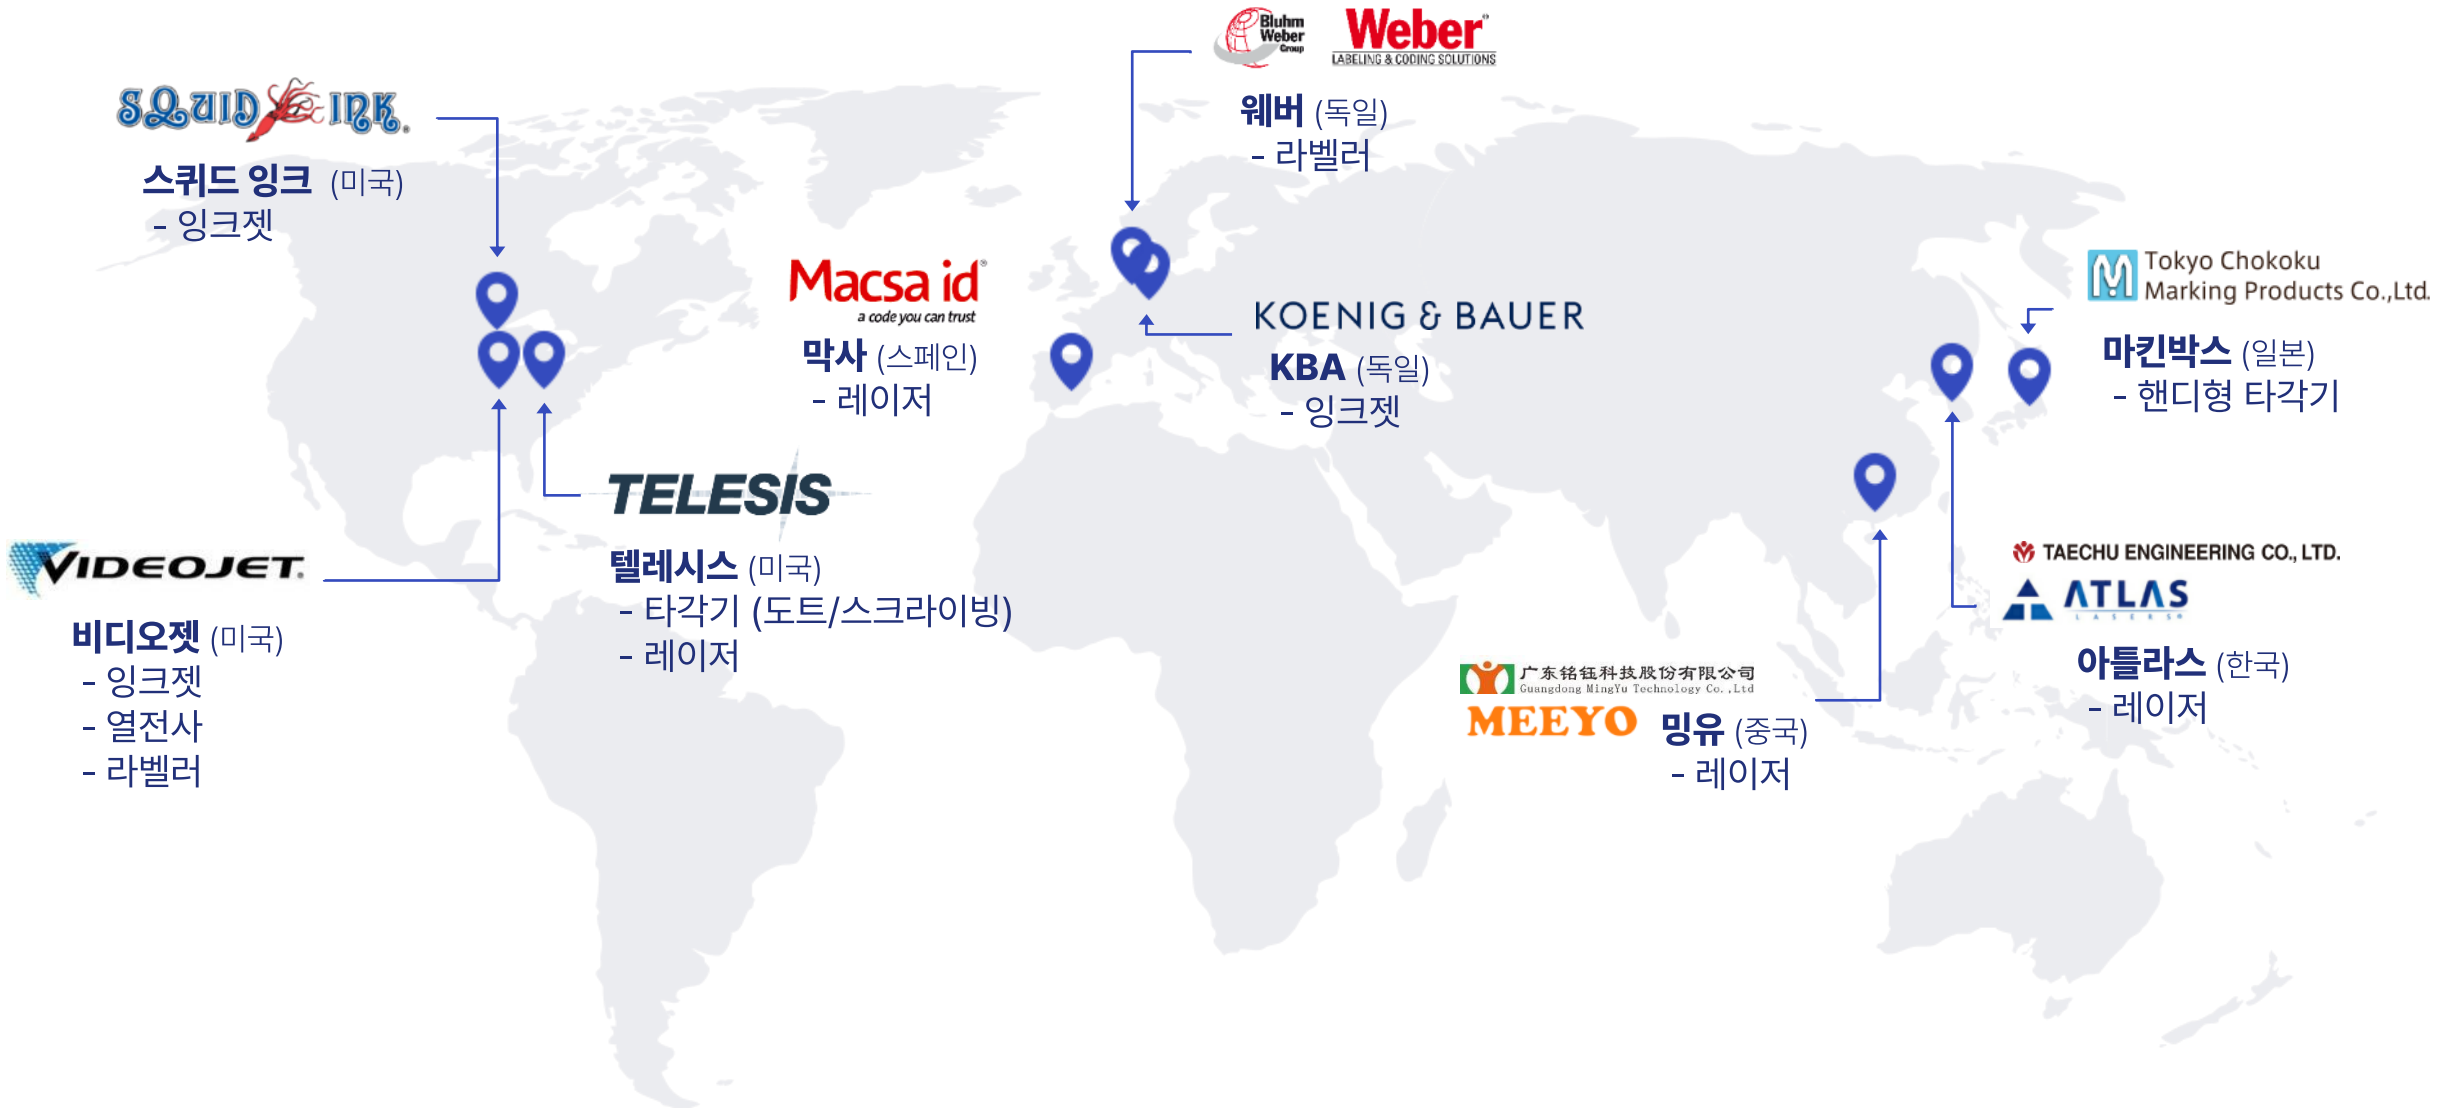 SQUID INK
스퀴드 잉크 (미국)
- 잉크젯
Bluhm
Weber
Group
Weber
LABELING & CODING SOLUTIONS
웨버 (독일)
- 라벨러
Macsa id
a code you can trust
막사 (스페인)
- 레이저
KOENIG & BAUER
KBA (독일)
- 잉크젯
Tokyo Chokoku
Marking Products Co.,Ltd.
마킨박스 (일본)
- 핸디형 타각기
TELESIS
텔레시스 (미국)
- 타각기 (도트/스크라이빙)
- 레이저
VIDEOJET
비디오젯 (미국)
- 잉크젯
- 열전사
- 라벨러
TAECHU ENGINEERING CO., LTD.
ATLAS
LASERS
아틀라스 (한국)
- 레이저
广东铭钰科技股份有限公司
Guangdong MingYu Technology Co.,Ltd
MEEYO
밍유 (중국)
- 레이저